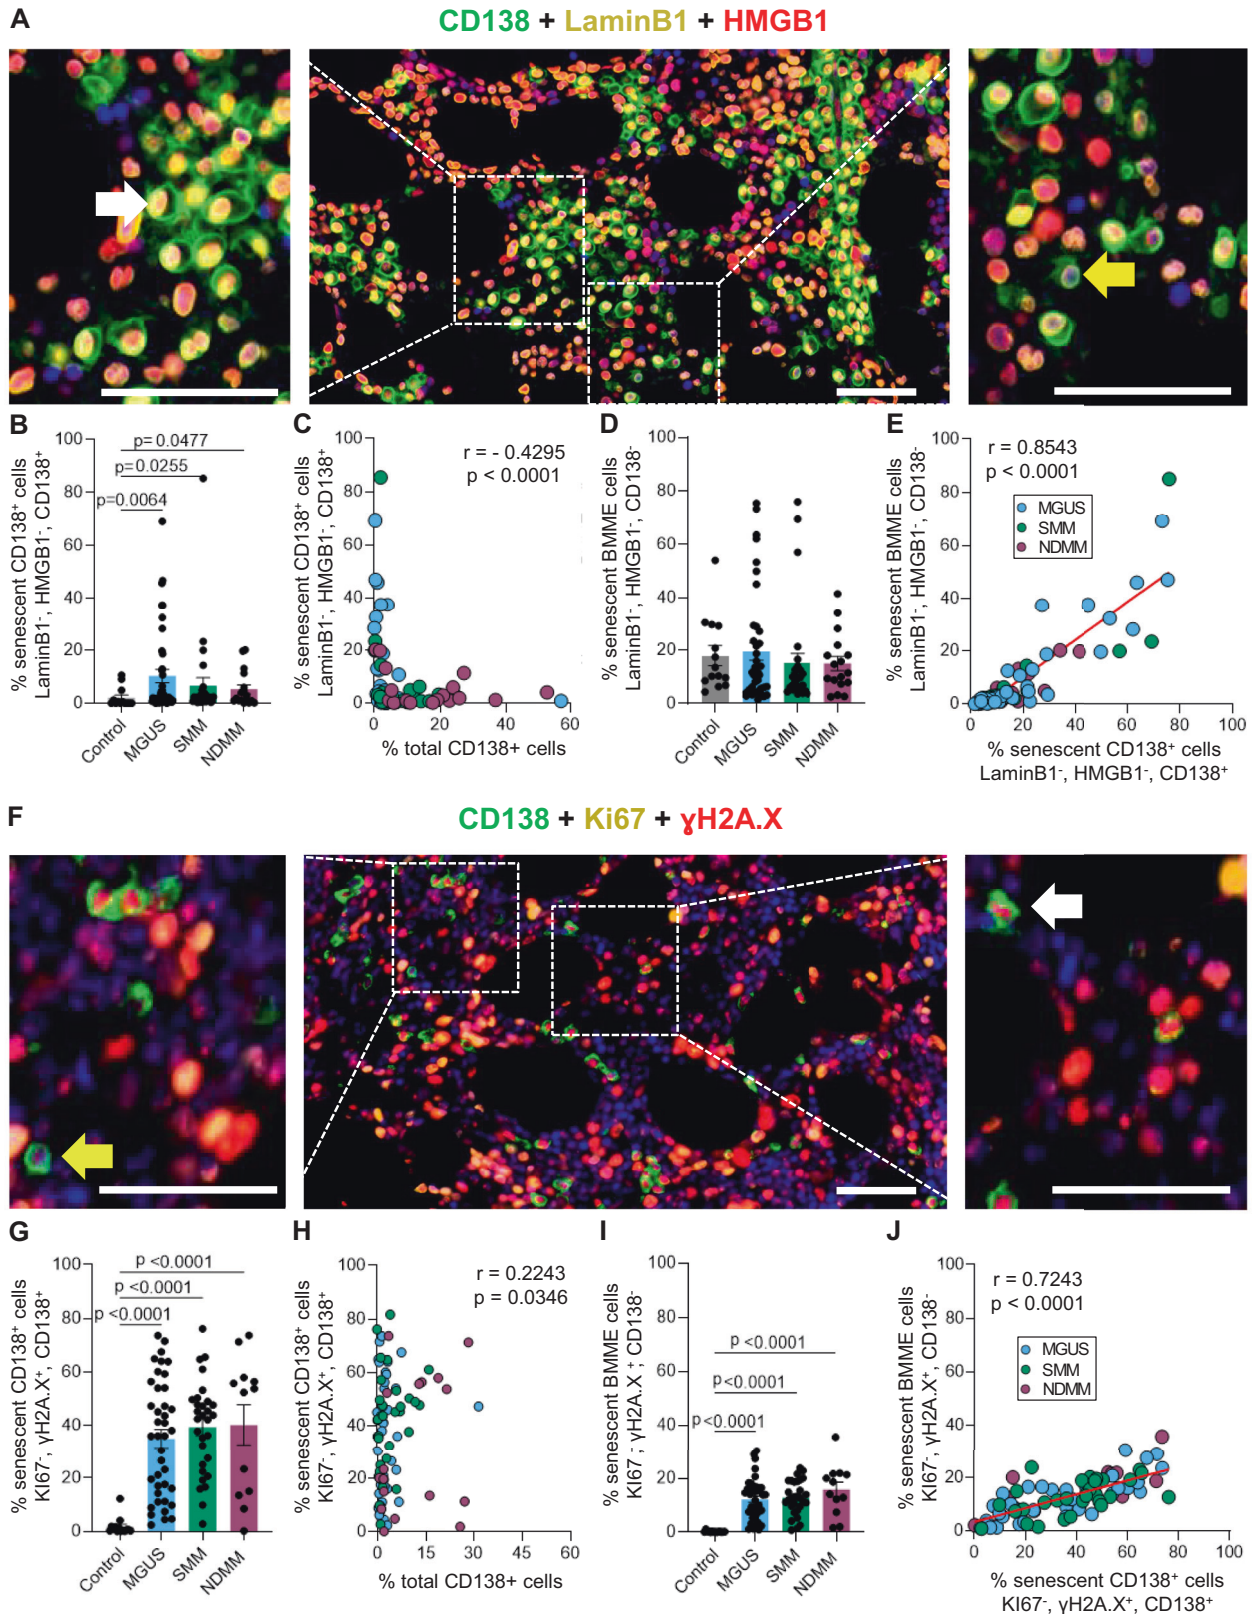 A
CD138 + LaminB1 + HMGB1
B
% senescent CD138⁺ cells
LaminB1⁻, HMGB1⁻, CD138⁺
100
80
60
40
20
0
p= 0.0477
p=0.0255
p=0.0064
Control
MGUS
SMM
NDMM
C
% senescent CD138⁺ cells
LaminB1⁻, HMGB1⁻, CD138⁺
100
80
60
40
20
0
r = - 0.4295
p < 0.0001
0 20 40 60
% total CD138+ cells
D
% senescent BMME cells
LaminB1⁻, HMGB1⁻, CD138⁻
100
80
60
40
20
0
Control
MGUS
SMM
NDMM
E
% senescent BMME cells
LaminB1⁻, HMGB1⁻, CD138⁻
100
80
60
40
20
0
r = 0.8543
p < 0.0001
MGUS
SMM
NDMM
0 20 40 60 80 100
% senescent CD138⁺ cells
LaminB1⁻, HMGB1⁻, CD138⁺
F
CD138 + Ki67 + ɣH2A.X
G
% senescent CD138⁺ cells
KI67⁻, ɣH2A.X⁺, CD138⁺
100
80
60
40
20
0
p <0.0001
p <0.0001
p <0.0001
Control
MGUS
SMM
NDMM
H
% senescent CD138⁺ cells
KI67⁻, ɣH2A.X⁺, CD138⁺
100
80
60
40
20
0
r = 0.2243
p = 0.0346
0 15 30 45 60
% total CD138+ cells
I
% senescent BMME cells
KI67⁻; ɣH2A.X⁺; CD138⁻
100
80
60
40
20
0
p <0.0001
p <0.0001
p <0.0001
Control
MGUS
SMM
NDMM
J
% senescent BMME cells
KI67⁻, ɣH2A.X⁺, CD138⁻
100
80
60
40
20
0
r = 0.7243
p < 0.0001
MGUS
SMM
NDMM
0 20 40 60 80 100
% senescent CD138⁺ cells
KI67⁻, ɣH2A.X⁺, CD138⁺